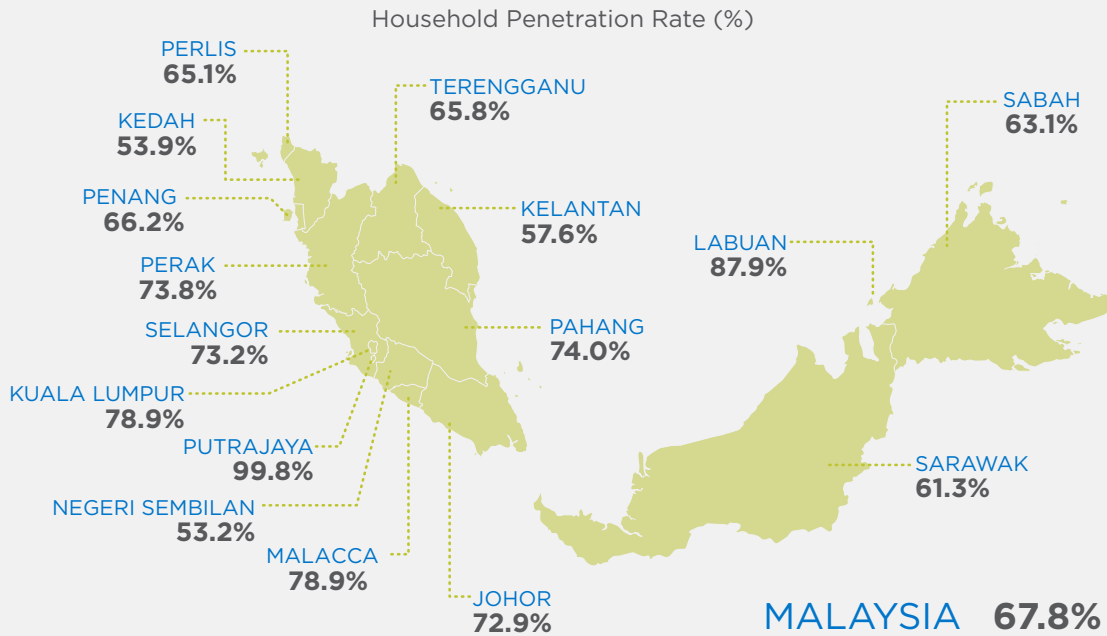 Household Penetration Rate (%)
PERLIS
65.1%
KEDAH
53.9%
PENANG
66.2%
PERAK
73.8%
SELANGOR
73.2%
KUALA LUMPUR
78.9%
PUTRAJAYA
99.8%
NEGERI SEMBILAN
53.2%
MALACCA
78.9%
JOHOR
72.9%
TERENGGANU
65.8%
KELANTAN
57.6%
PAHANG
74.0%
LABUAN
87.9%
SABAH
63.1%
SARAWAK
61.3%
MALAYSIA 67.8%